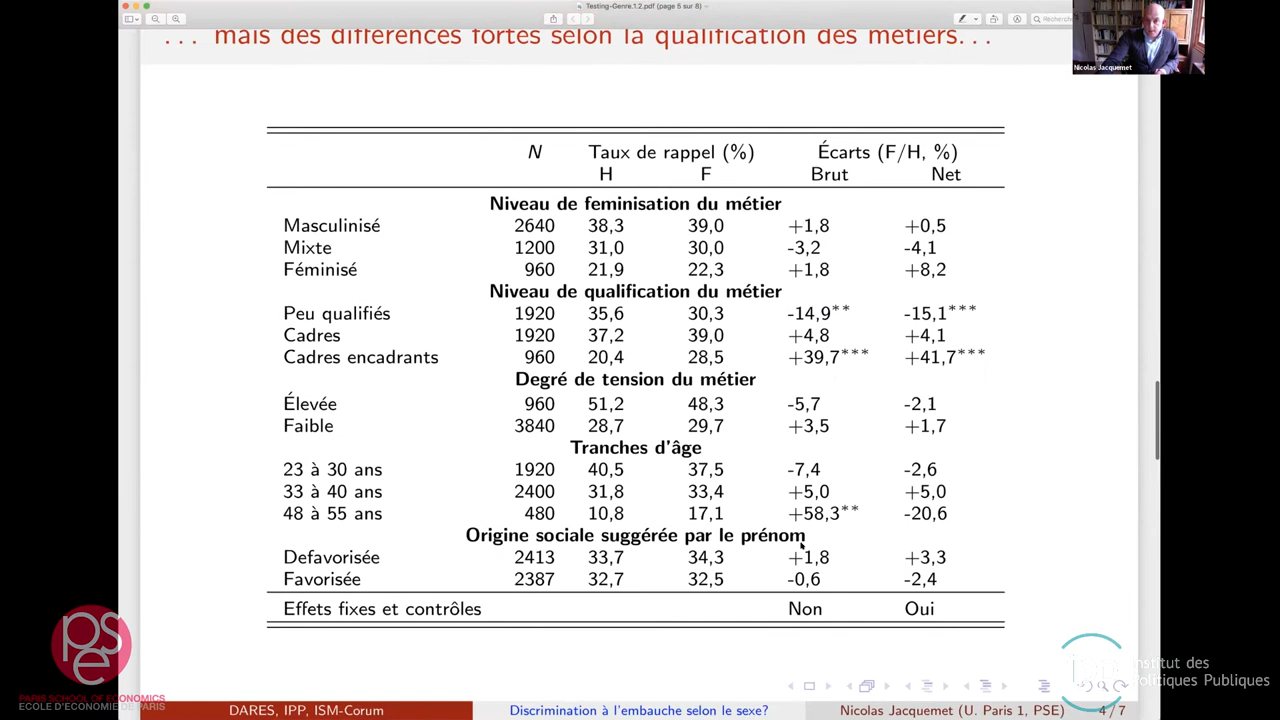 Testing-Genre.1.2.pdf (page 5 sur 8)
Nicolas Jacquemet
... mais des différences fortes selon la qualification des métiers...
N Taux de rappel (%) Écarts (F/H, %)
H F Brut Net
Niveau de feminisation du métier
Masculinisé 2640 38,3 39,0 +1,8 +0,5
Mixte 1200 31,0 30,0 -3,2 -4,1
Féminisé 960 21,9 22,3 +1,8 +8,2
Niveau de qualification du métier
Peu qualifiés 1920 35,6 30,3 -14,9** -15,1***
Cadres 1920 37,2 39,0 +4,8 +4,1
Cadres encadrants 960 20,4 28,5 +39,7*** +41,7***
Degré de tension du métier
Élevée 960 51,2 48,3 -5,7 -2,1
Faible 3840 28,7 29,7 +3,5 +1,7
Tranches d'âge
23 à 30 ans 1920 40,5 37,5 -7,4 -2,6
33 à 40 ans 2400 31,8 33,4 +5,0 +5,0
48 à 55 ans 480 10,8 17,1 +58,3** -20,6
Origine sociale suggérée par le prénom
Defavorisée 2413 33,7 34,3 +1,8 +3,3
Favorisée 2387 32,7 32,5 -0,6 -2,4
Effets fixes et contrôles Non Oui
pse
PARIS SCHOOL OF ECONOMICS
ECOLE D'ECONOMIE DE PARIS
nstitut des
Politiques Publiques
DARES, IPP, ISM-Corum Discrimination à l'embauche selon le sexe? Nicolas Jacquemet (U. Paris 1, PSE) 4/7